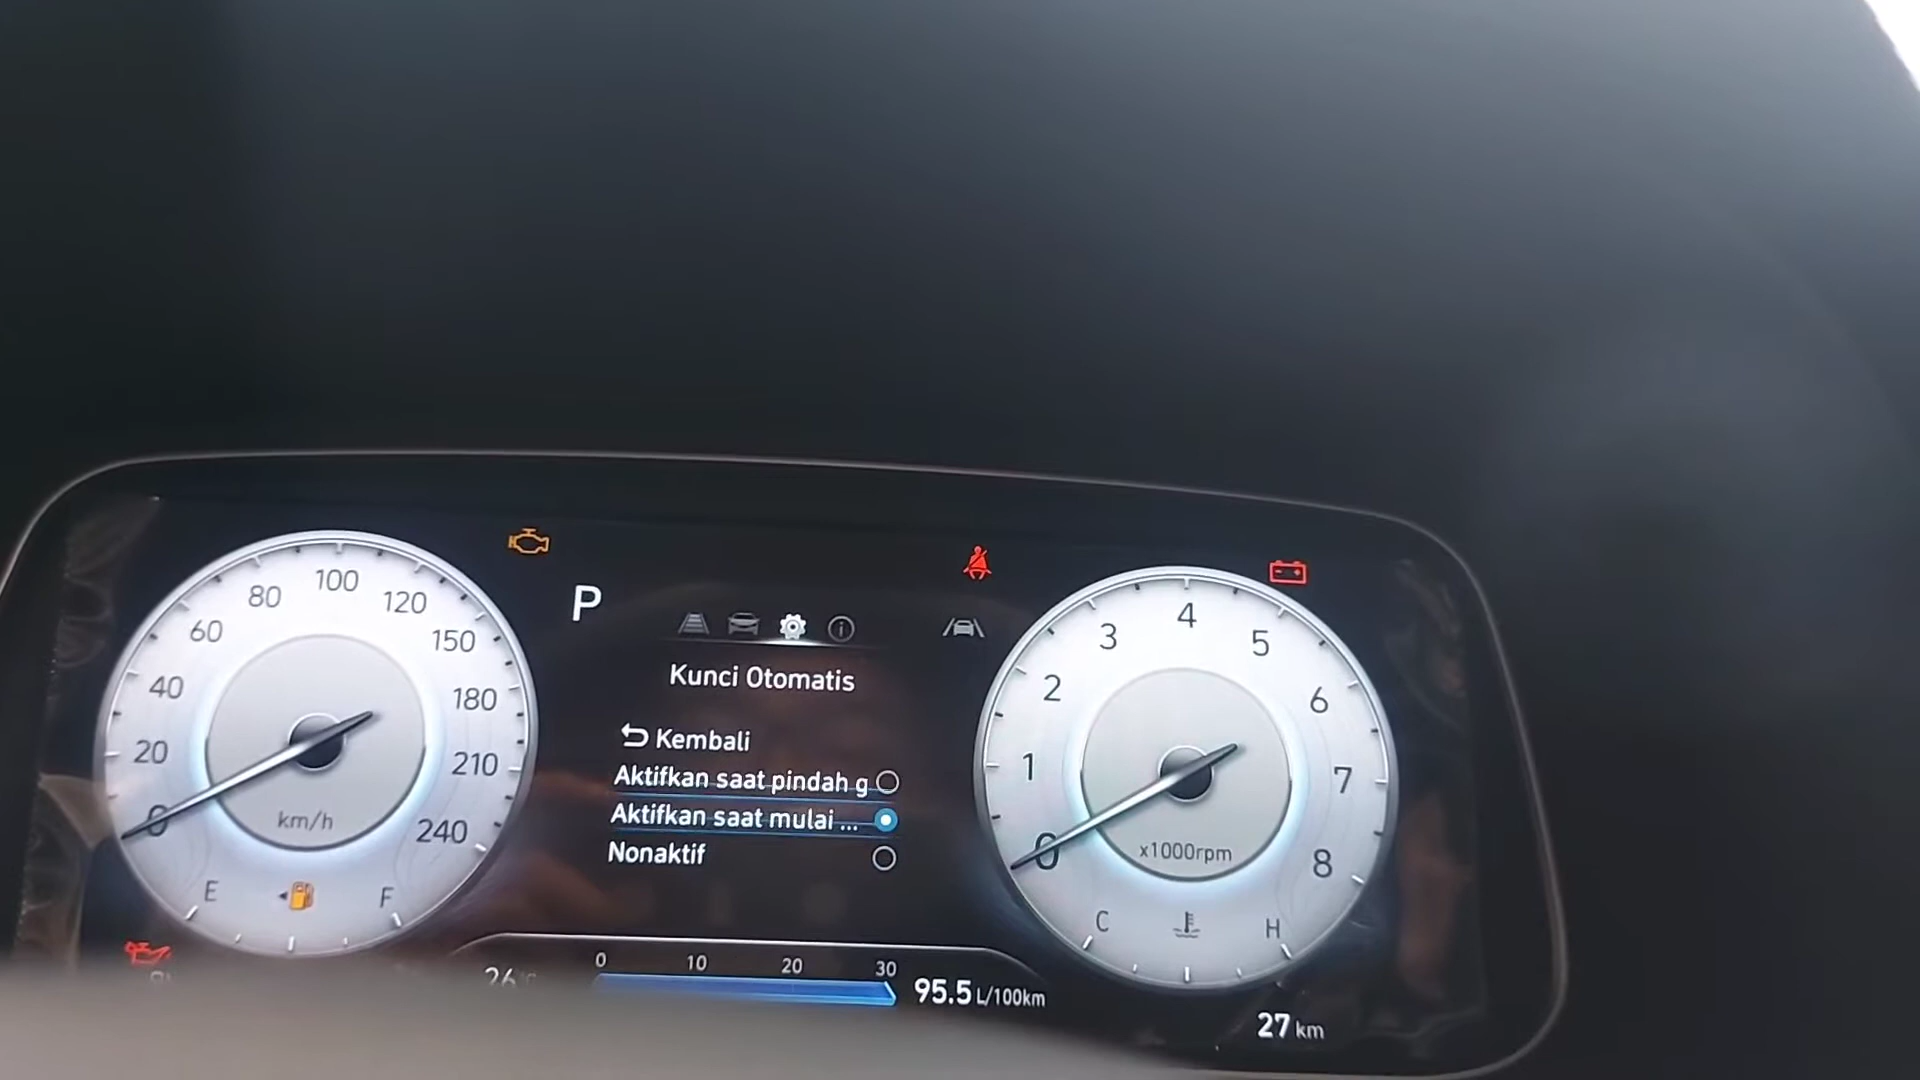 100
80
120
60
150
40
180
20
210
0
240
km/h
E
F
P
Kunci Otomatis
Kembali
Aktifkan saat pindah g
Aktifkan saat mulai ...
Nonaktif
4
3
5
2
6
1
7
0
8
x1000rpm
C
H
0 10 20 30
26°C
95.5 L/100km
27 km